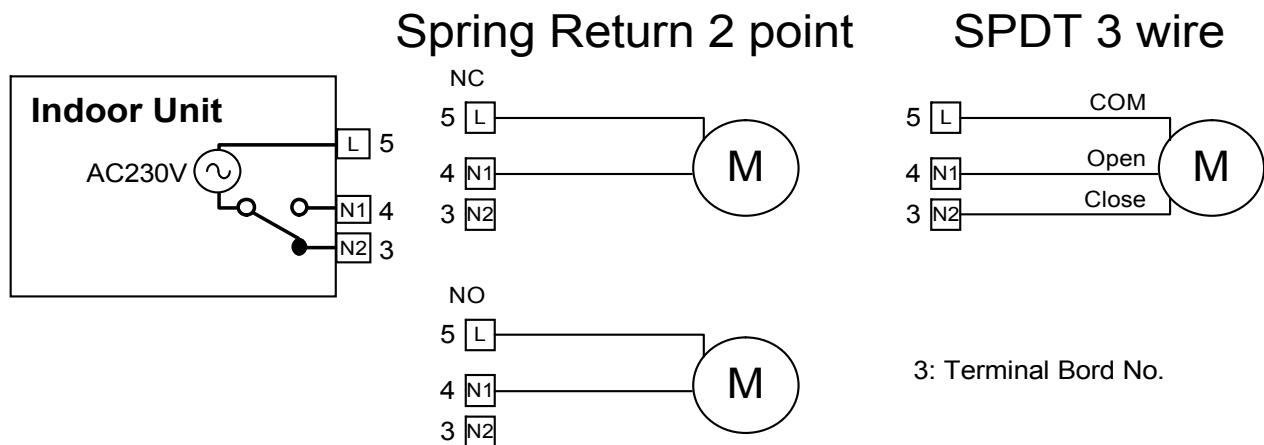 Spring Return 2 point
SPDT 3 wire
Indoor Unit
AC230V
L 5
N1 4
N2 3
NC
5 L
4 N1
3 N2
M
NO
5 L
4 N1
3 N2
M
5 L
4 N1
3 N2
COM
Open
Close
M
3: Terminal Bord No.